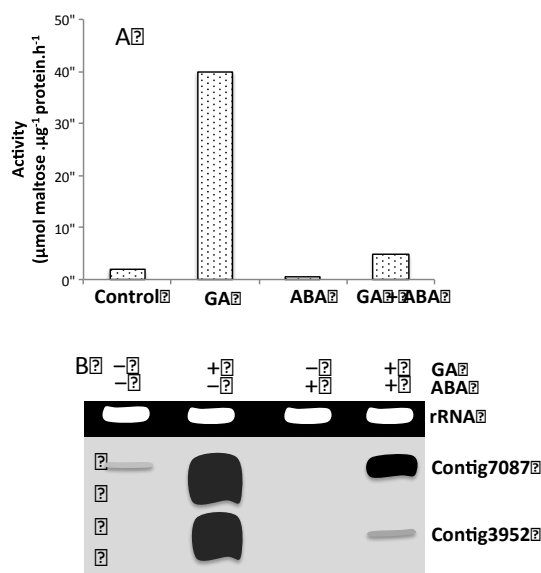 50"
A
40"
30"
20"
10"
0"
Activity
(µmol maltose .µg⁻¹ protein.h⁻¹
Control GA ABA GA + ABA
B − + − + GA
− − + + ABA
rRNA
Contig7087
Contig3952